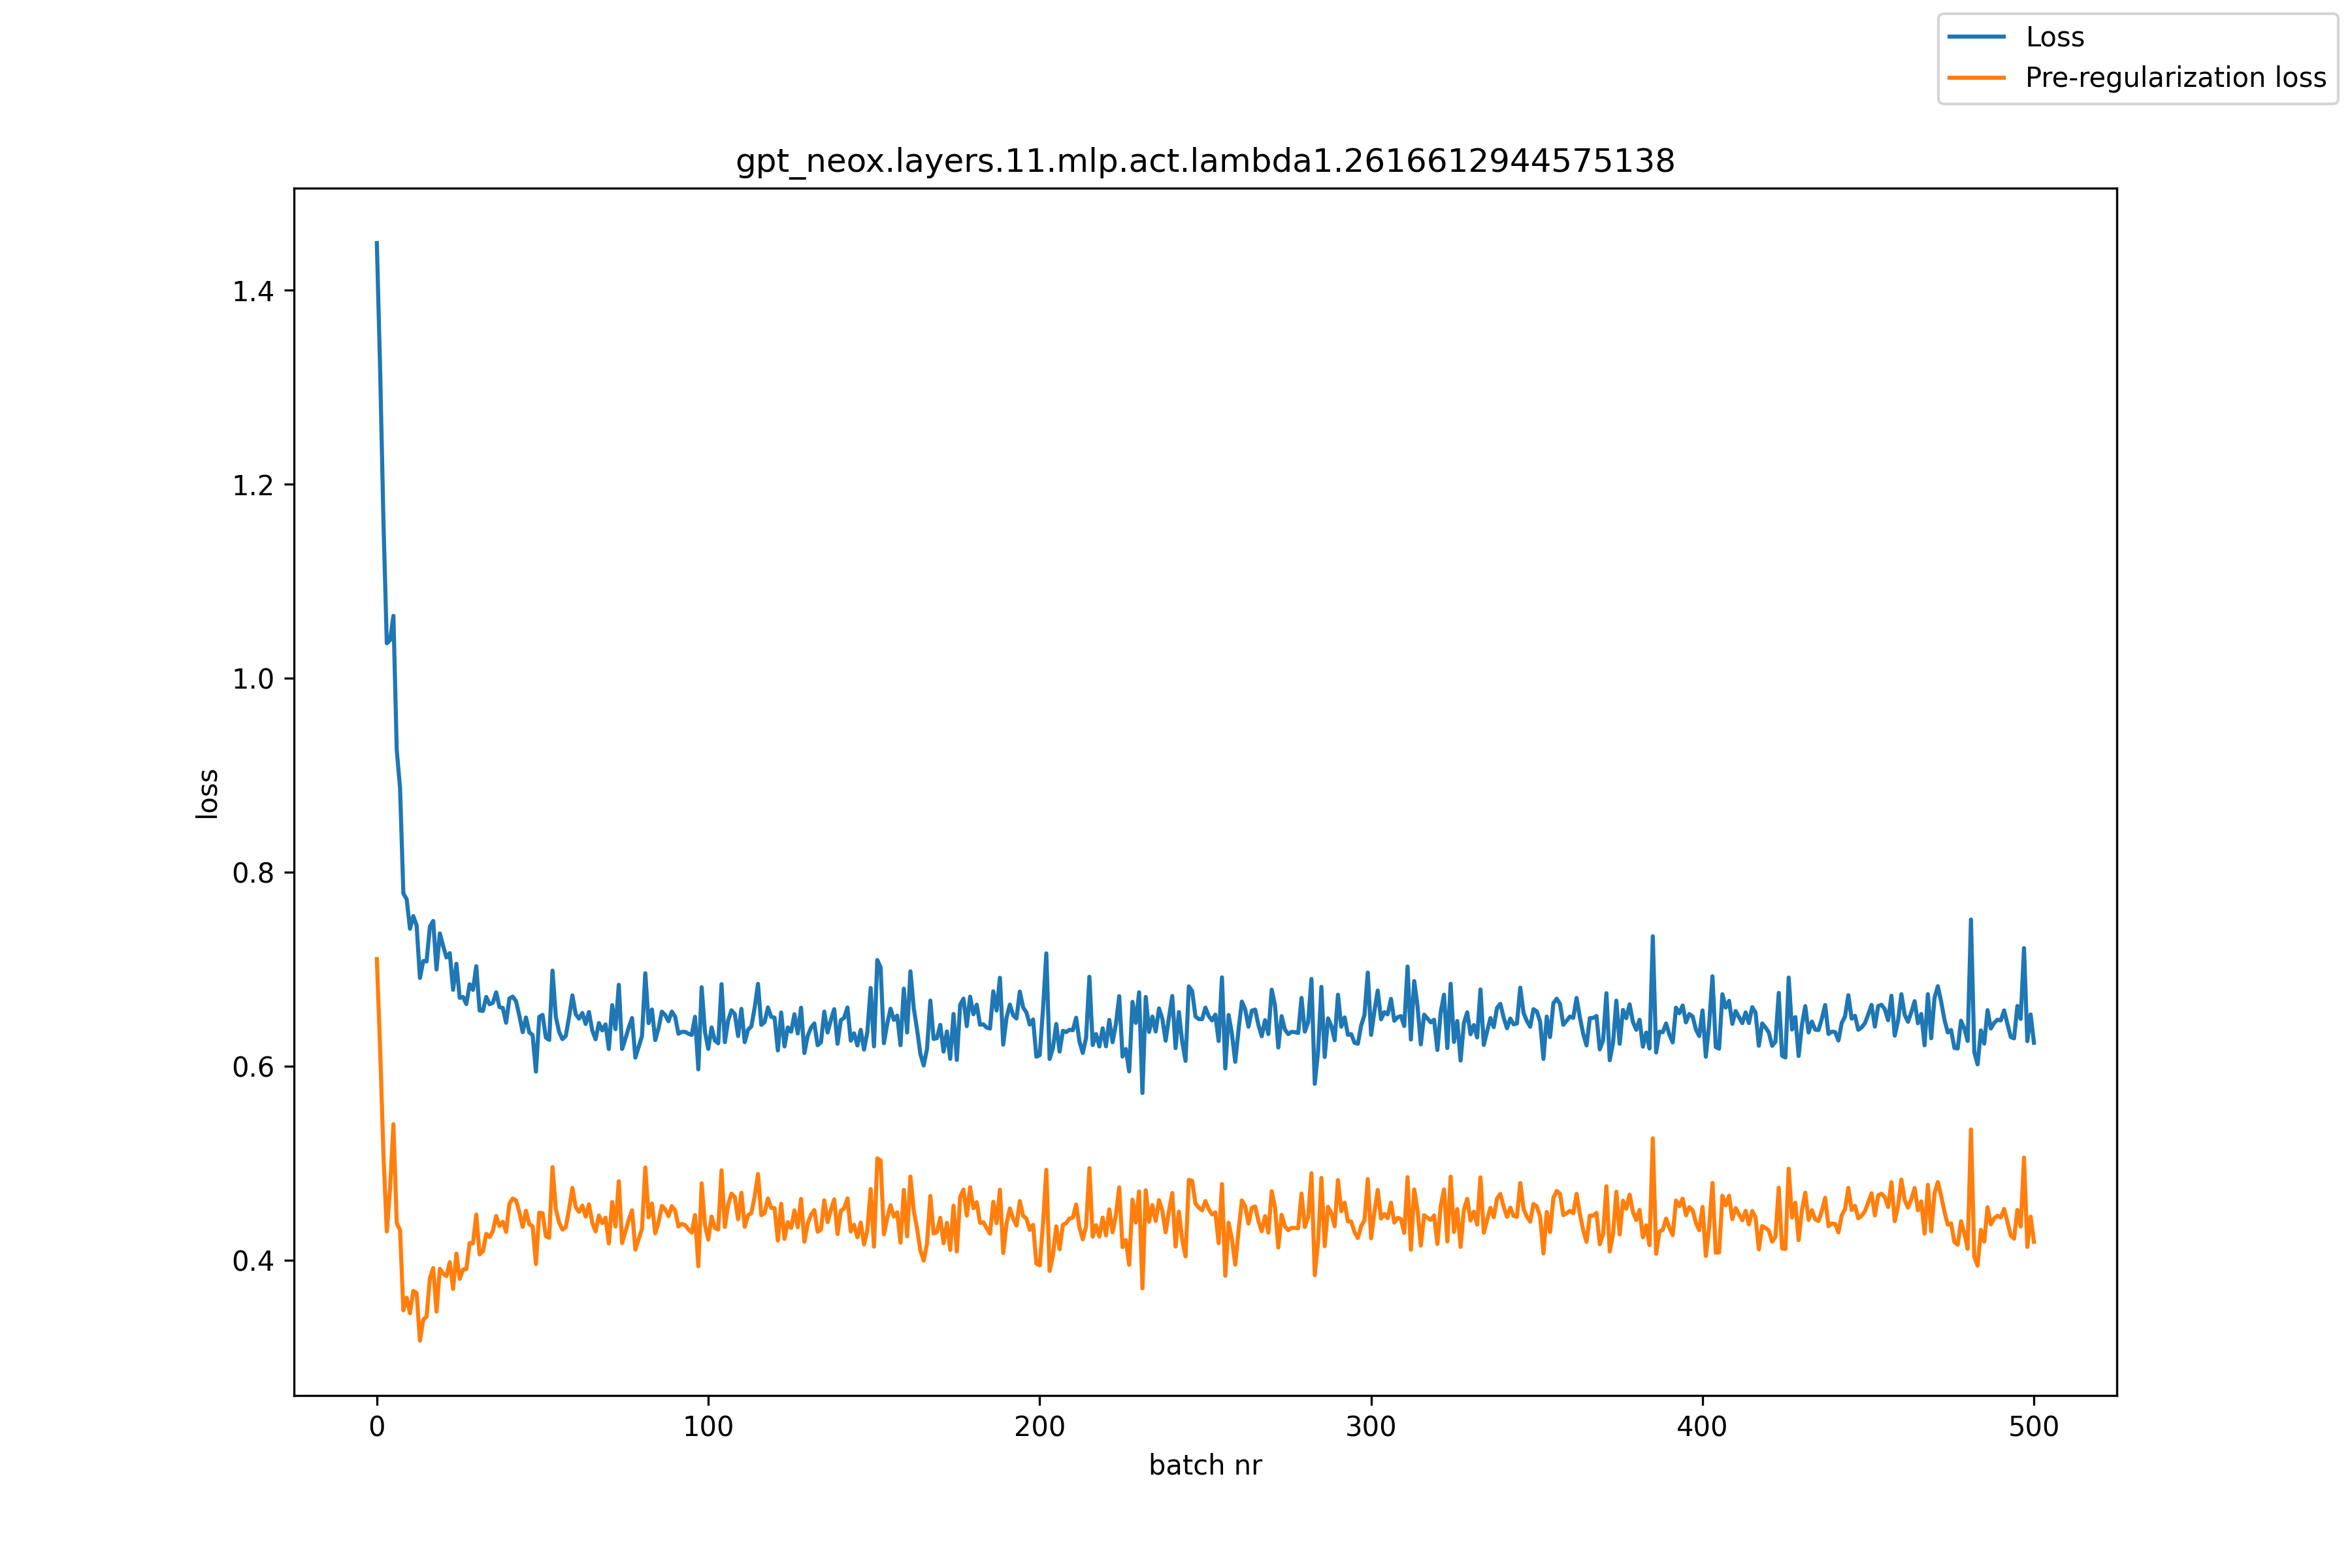 Loss
Pre-regularization loss
gpt_neox.layers.11.mlp.act.lambda1.2616612944575138
1.4
1.2
1.0
0.8
0.6
0.4
loss
0 100 200 300 400 500
batch nr